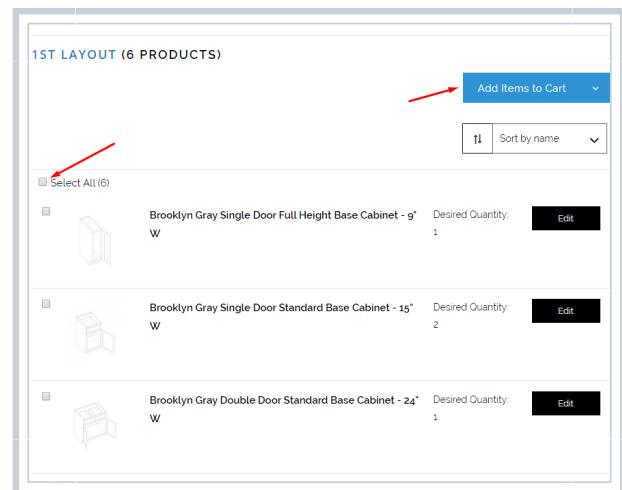 1ST LAYOUT (6 PRODUCTS)
Add Items to Cart
Sort by name
Select All (6)
Brooklyn Gray Single Door Full Height Base Cabinet - 9"
W
Desired Quantity:
1
Edit
Brooklyn Gray Single Door Standard Base Cabinet - 15"
W
Desired Quantity:
2
Edit
Brooklyn Gray Double Door Standard Base Cabinet - 24"
W
Desired Quantity:
1
Edit